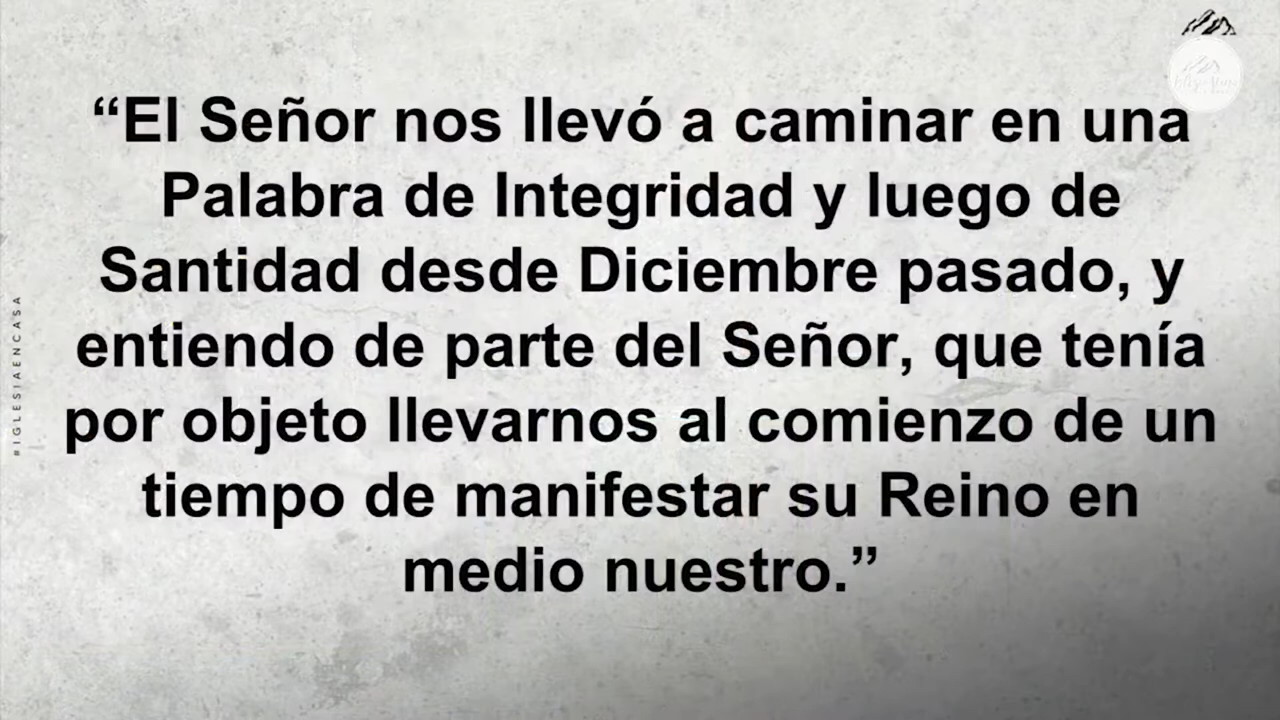 “El Señor nos llevó a caminar en una
Palabra de Integridad y luego de
Santidad desde Diciembre pasado, y
entiendo de parte del Señor, que tenía
por objeto llevarnos al comienzo de un
tiempo de manifestar su Reino en
medio nuestro.”
#IGLESIAENCASA